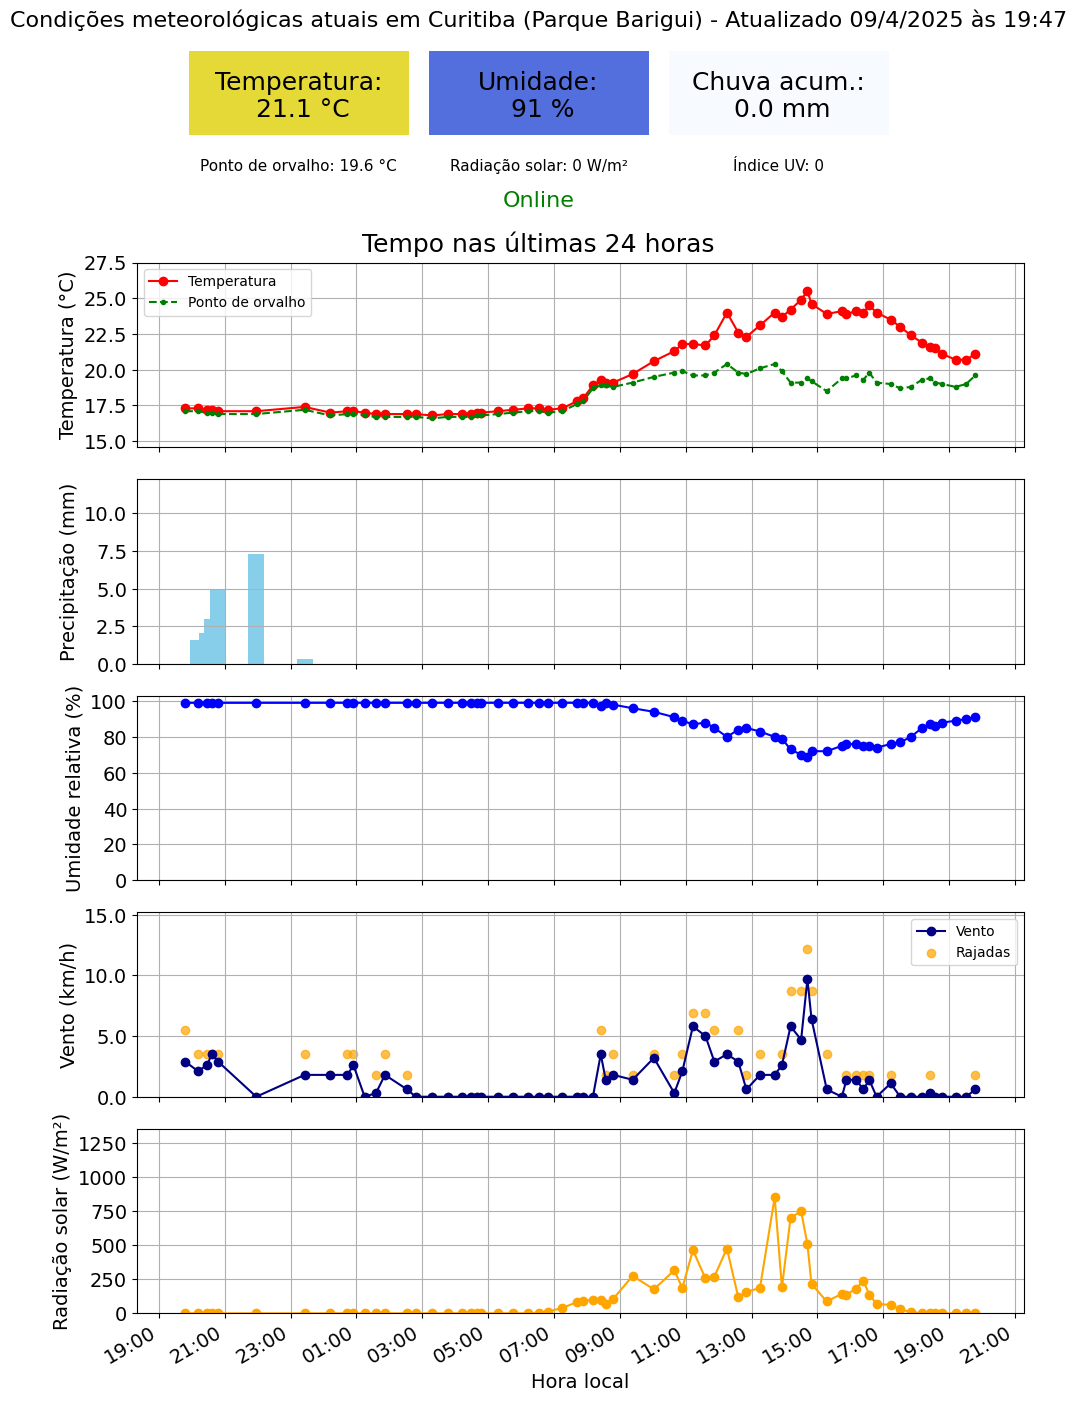 Condições meteorológicas atuais em Curitiba (Parque Barigui) - Atualizado 09/4/2025 às 19:47
Temperatura:
21.1 °C
Umidade:
91 %
Chuva acum.:
0.0 mm
Ponto de orvalho: 19.6 °C
Radiação solar: 0 W/m²
Índice UV: 0
Online
Tempo nas últimas 24 horas
Temperatura (°C)
27.5
25.0
22.5
20.0
17.5
15.0
Temperatura
Ponto de orvalho
Precipitação (mm)
10.0
7.5
5.0
2.5
0.0
Umidade relativa (%)
100
80
60
40
20
0
Vento (km/h)
15.0
10.0
5.0
0.0
Vento
Rajadas
Radiação solar (W/m²)
1250
1000
750
500
250
0
19:00
21:00
23:00
01:00
03:00
05:00
07:00
09:00
11:00
13:00
15:00
17:00
19:00
21:00
Hora local